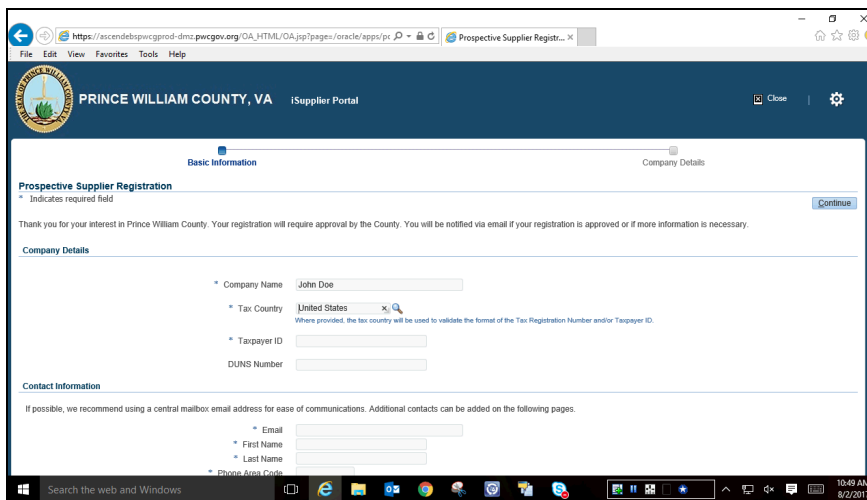 https://ascendebspwcgprod-dmz.pwcgov.org/OA_HTML/OA.jsp?page=/oracle/apps/pc
Prospective Supplier Registr...
File Edit View Favorites Tools Help
PRINCE WILLIAM COUNTY, VA iSupplier Portal
Close
Basic Information
Company Details
Prospective Supplier Registration
* Indicates required field
Continue
Thank you for your interest in Prince William County. Your registration will require approval by the County. You will be notified via email if your registration is approved or if more information is necessary.
Company Details
* Company Name John Doe
* Tax Country United States
Where provided, the tax country will be used to validate the format of the Tax Registration Number and/or Taxpayer ID.
* Taxpayer ID
DUNS Number
Contact Information
If possible, we recommend using a central mailbox email address for ease of communications. Additional contacts can be added on the following pages.
* Email
* First Name
* Last Name
* Phone Area Code
Search the web and Windows
10:49 AM